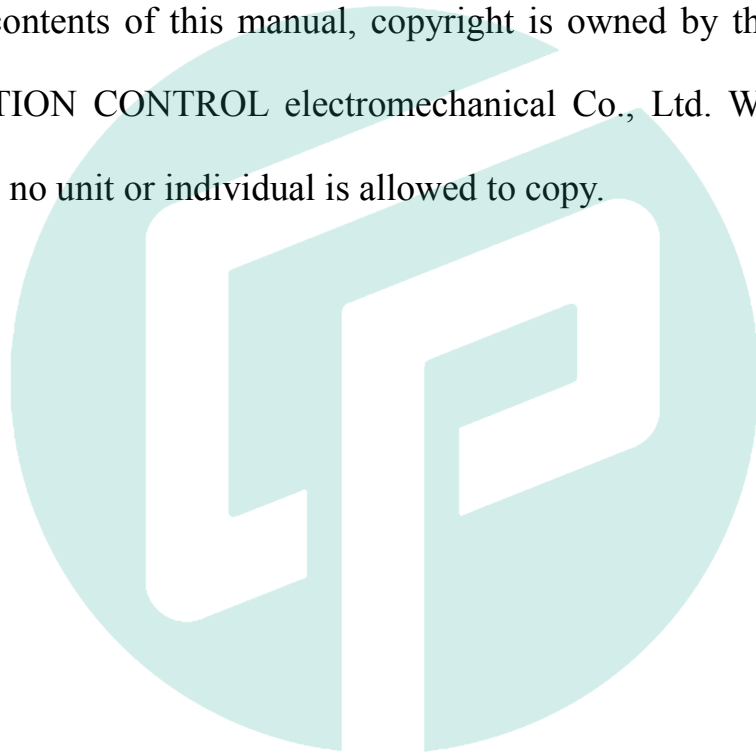 contents of this manual, copyright is owned by th
TION CONTROL electromechanical Co., Ltd. W
no unit or individual is allowed to copy.